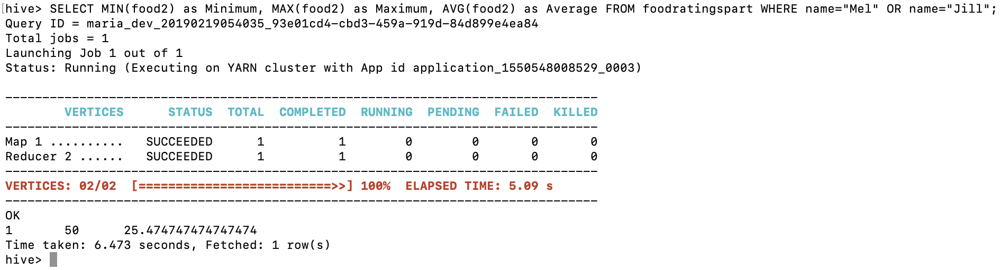 [hive> SELECT MIN(food2) as Minimum, MAX(food2) as Maximum, AVG(food2) as Average FROM foodratingspart WHERE name="Mel" OR name="Jill";
Query ID = maria_dev_20190219054035_93e01cd4-cbd3-459a-919d-84d899e4ea84
Total jobs = 1
Launching Job 1 out of 1
Status: Running (Executing on YARN cluster with App id application_1550548008529_0003)

--------------------------------------------------------------------------------
        VERTICES      STATUS  TOTAL  COMPLETED  RUNNING  PENDING  FAILED  KILLED
--------------------------------------------------------------------------------
Map 1 ..........   SUCCEEDED      1          1        0        0       0       0
Reducer 2 ......   SUCCEEDED      1          1        0        0       0       0
--------------------------------------------------------------------------------
VERTICES: 02/02  [==========================>>] 100%  ELAPSED TIME: 5.09 s
--------------------------------------------------------------------------------
OK
1       50      25.474747474747474
Time taken: 6.473 seconds, Fetched: 1 row(s)
hive>